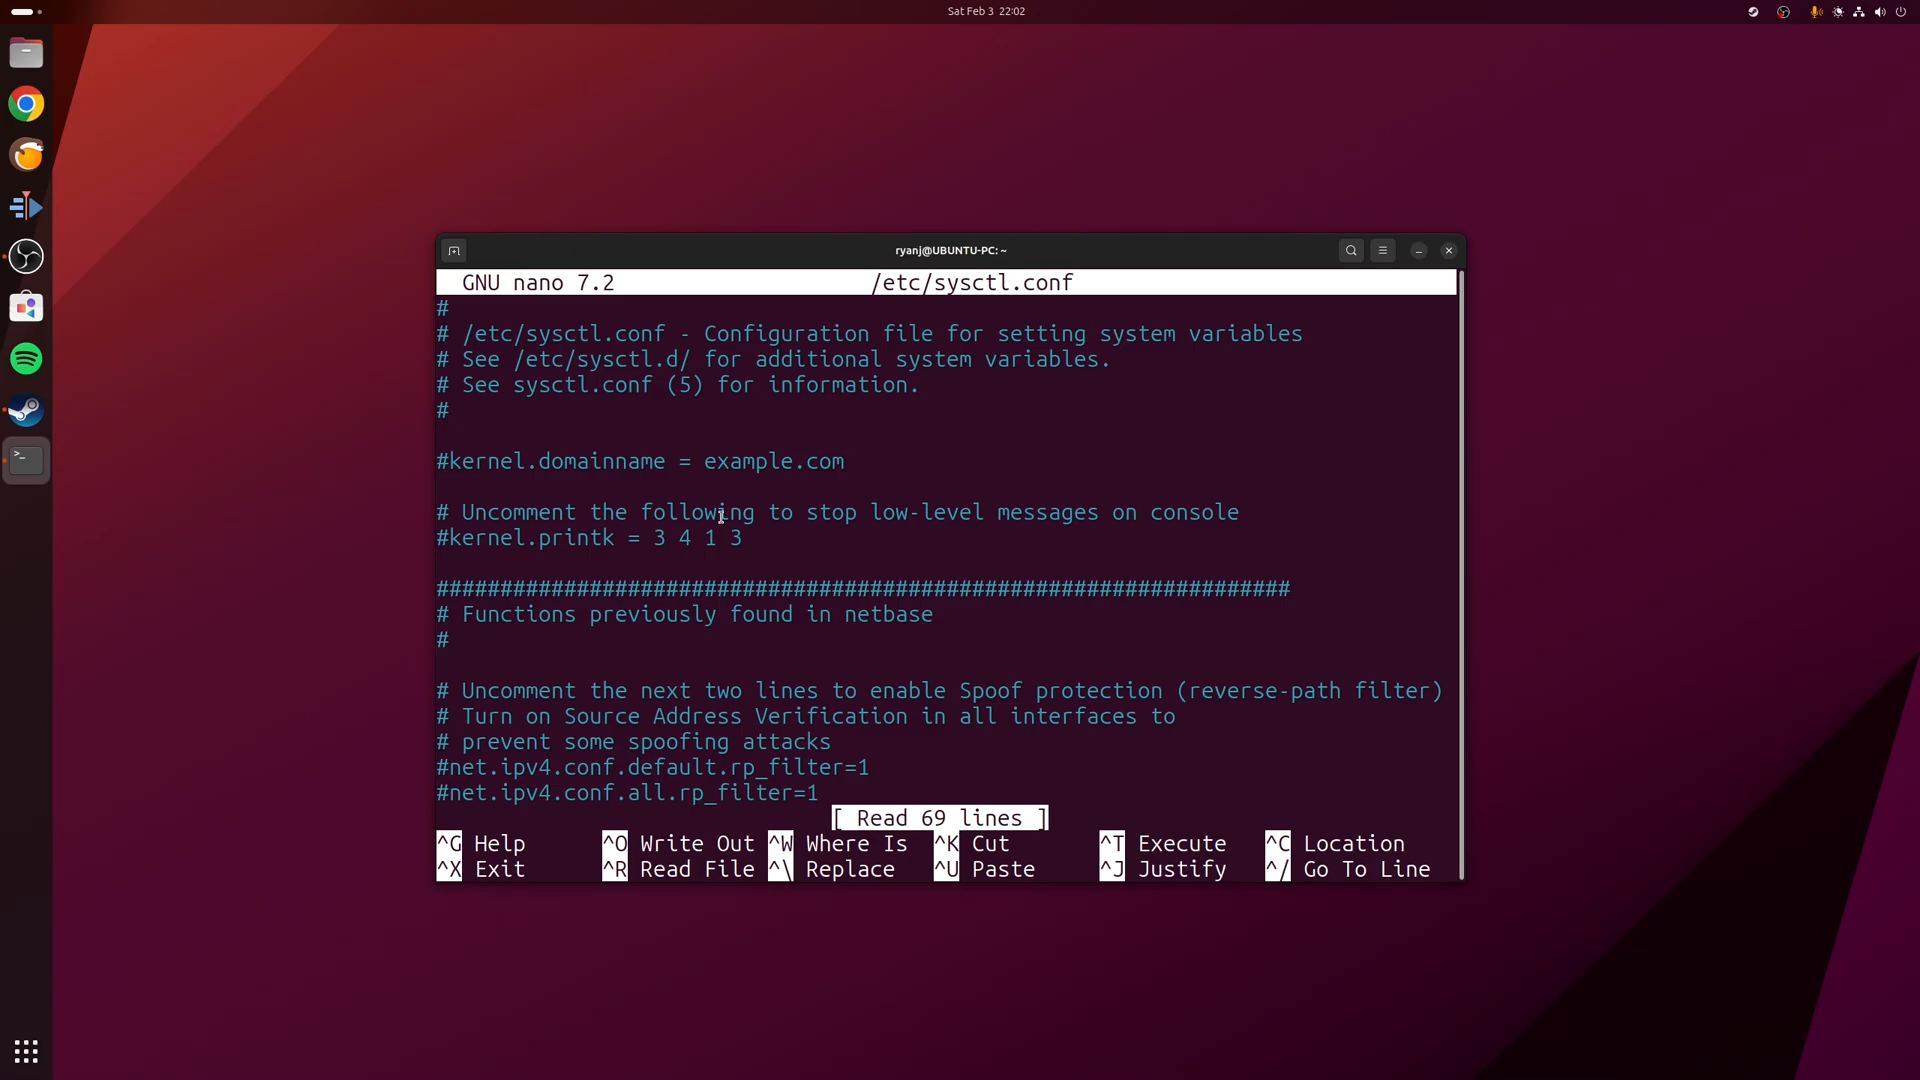 Sat Feb 3 22:02
ryanj@UBUNTU-PC: ~
GNU nano 7.2 /etc/sysctl.conf
#
# /etc/sysctl.conf - Configuration file for setting system variables
# See /etc/sysctl.d/ for additional system variables.
# See sysctl.conf (5) for information.
#
#kernel.domainname = example.com
# Uncomment the following to stop low-level messages on console
#kernel.printk = 3 4 1 3
###################################################################
# Functions previously found in netbase
#
# Uncomment the next two lines to enable Spoof protection (reverse-path filter)
# Turn on Source Address Verification in all interfaces to
# prevent some spoofing attacks
#net.ipv4.conf.default.rp_filter=1
#net.ipv4.conf.all.rp_filter=1
[ Read 69 lines ]
^G Help ^O Write Out ^W Where Is ^K Cut ^T Execute ^C Location
^X Exit ^R Read File ^\ Replace ^U Paste ^J Justify ^/ Go To Line